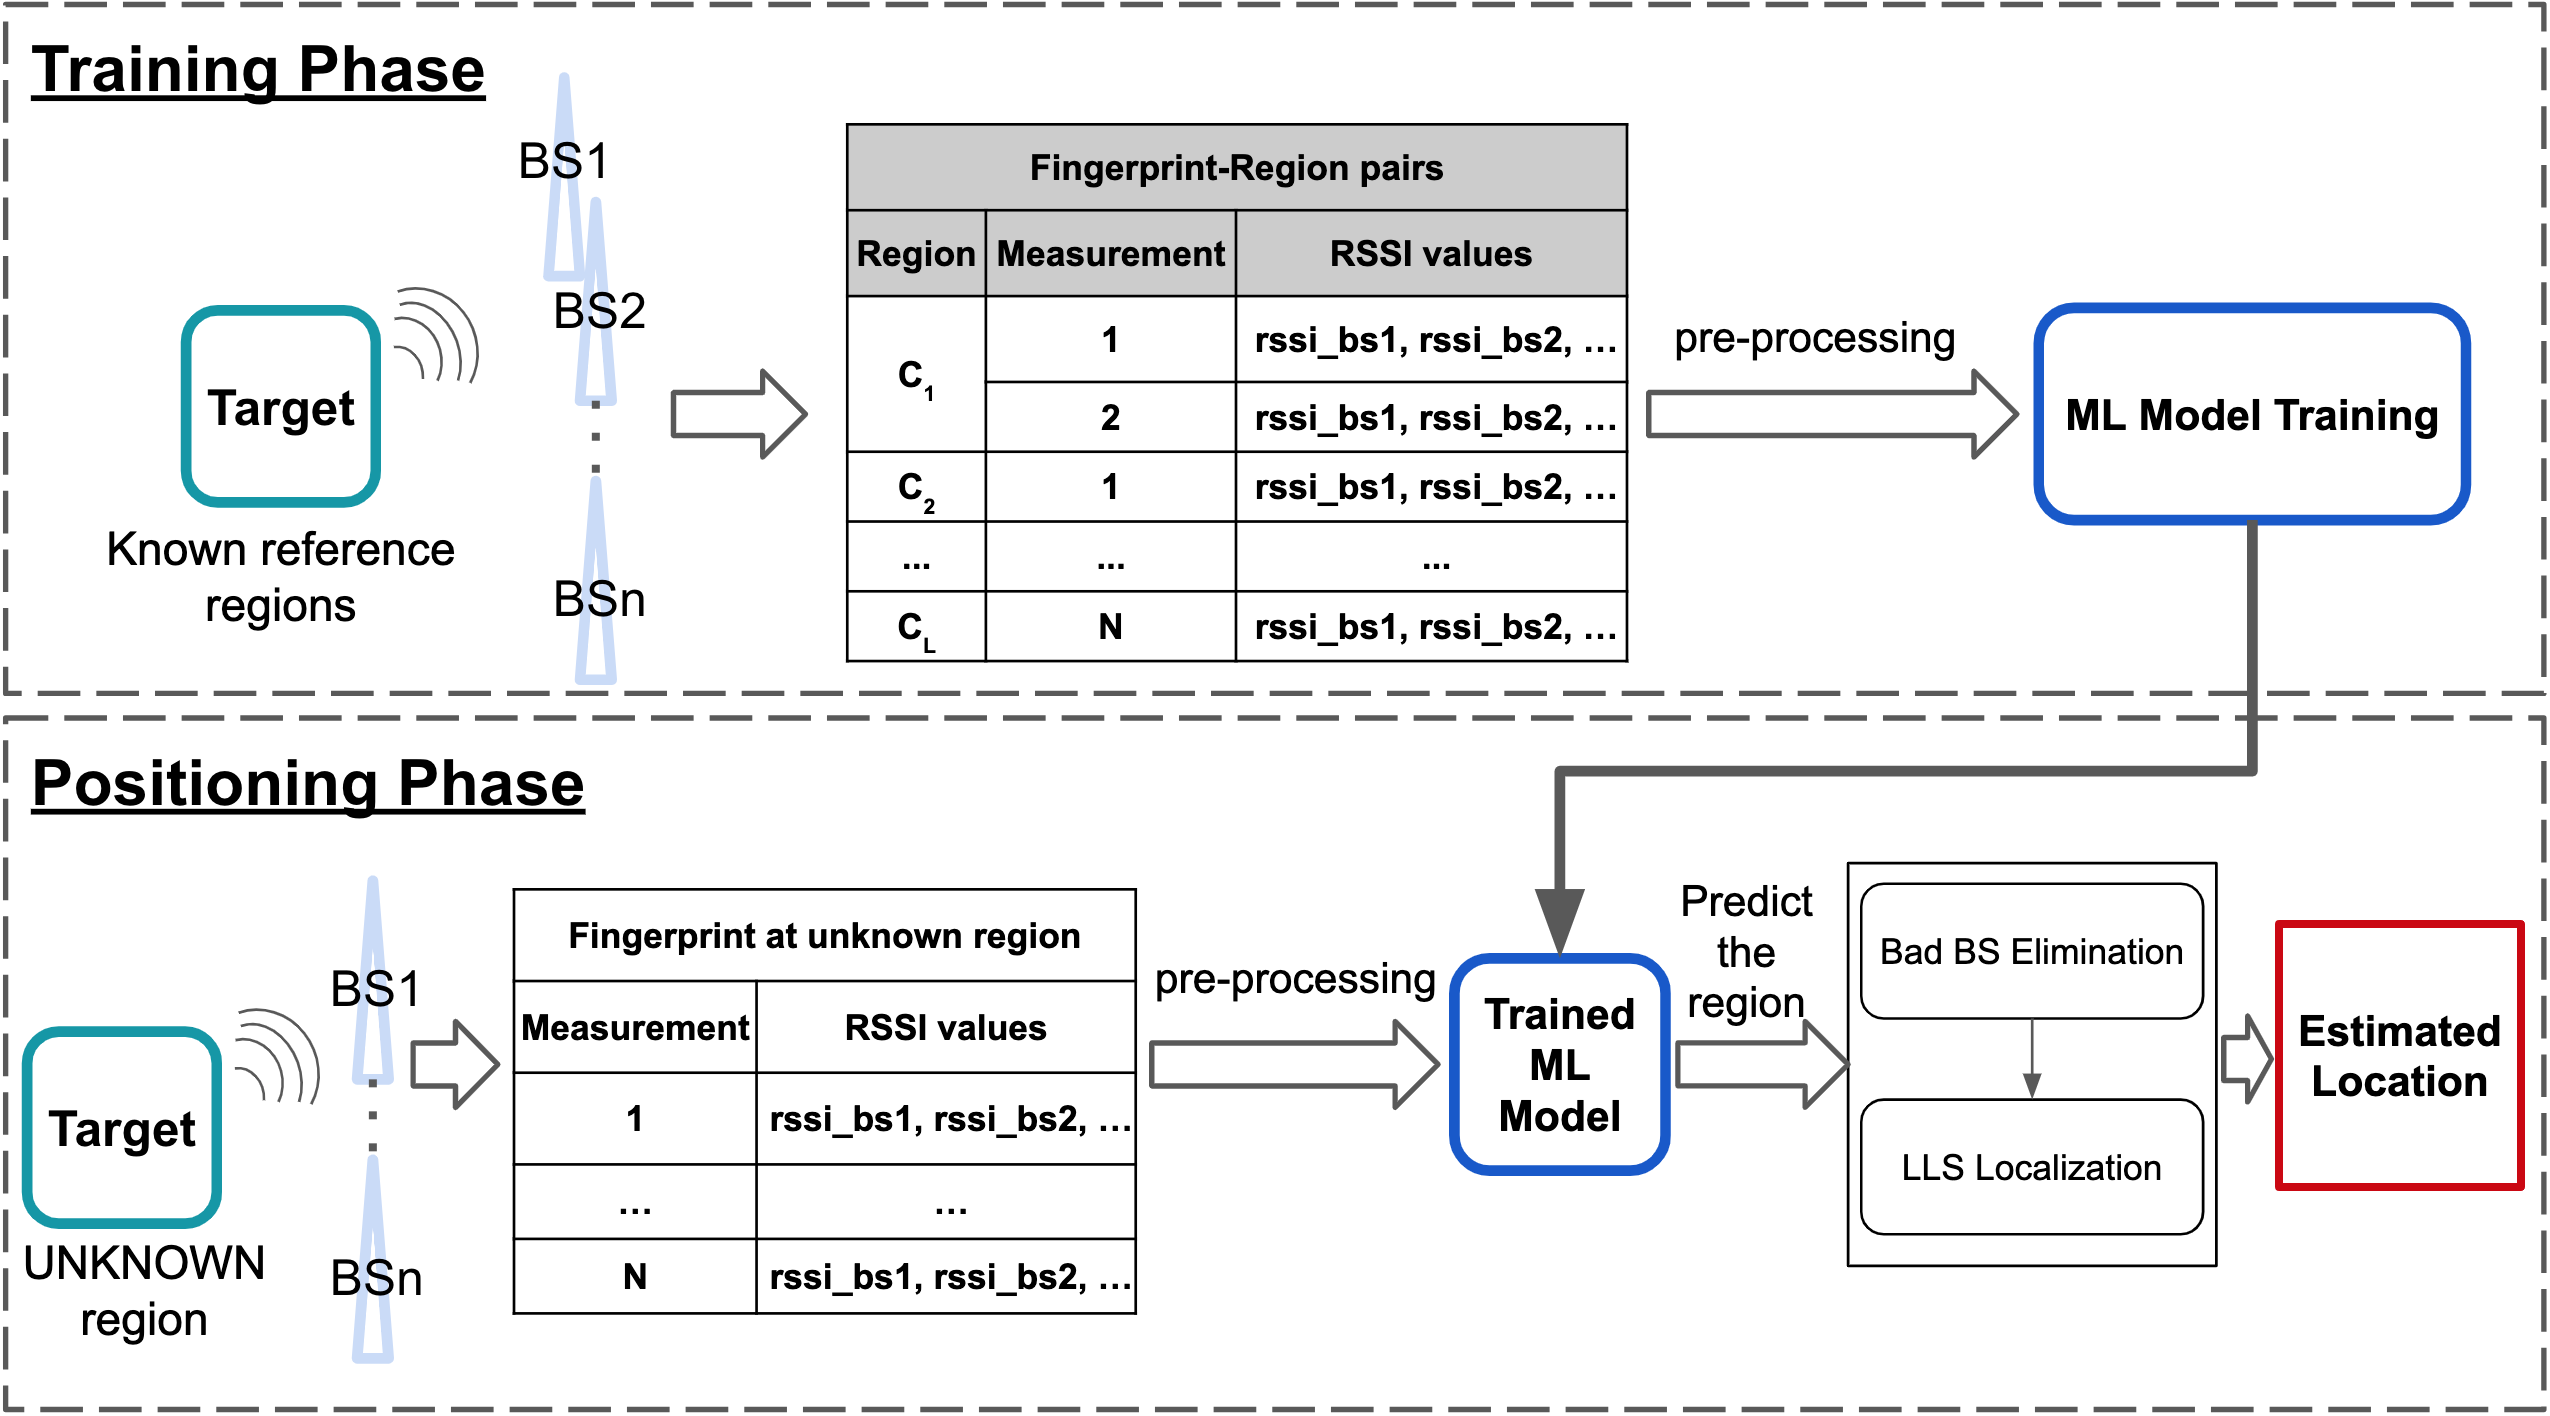 Training Phase
BS1
BS2
BSn
Target
Known reference
regions
Fingerprint-Region pairs
Region Measurement RSSI values
C1 1 rssi_bs1, rssi_bs2, ...
2 rssi_bs1, rssi_bs2, ...
C2 1 rssi_bs1, rssi_bs2, ...
... ... ...
CL N rssi_bs1, rssi_bs2, ...
pre-processing
ML Model Training
Positioning Phase
BS1
BSn
Target
UNKNOWN
region
Fingerprint at unknown region
Measurement RSSI values
1 rssi_bs1, rssi_bs2, ...
... ...
N rssi_bs1, rssi_bs2, ...
pre-processing
Trained
ML
Model
Predict
the
region
Bad BS Elimination
LLS Localization
Estimated
Location